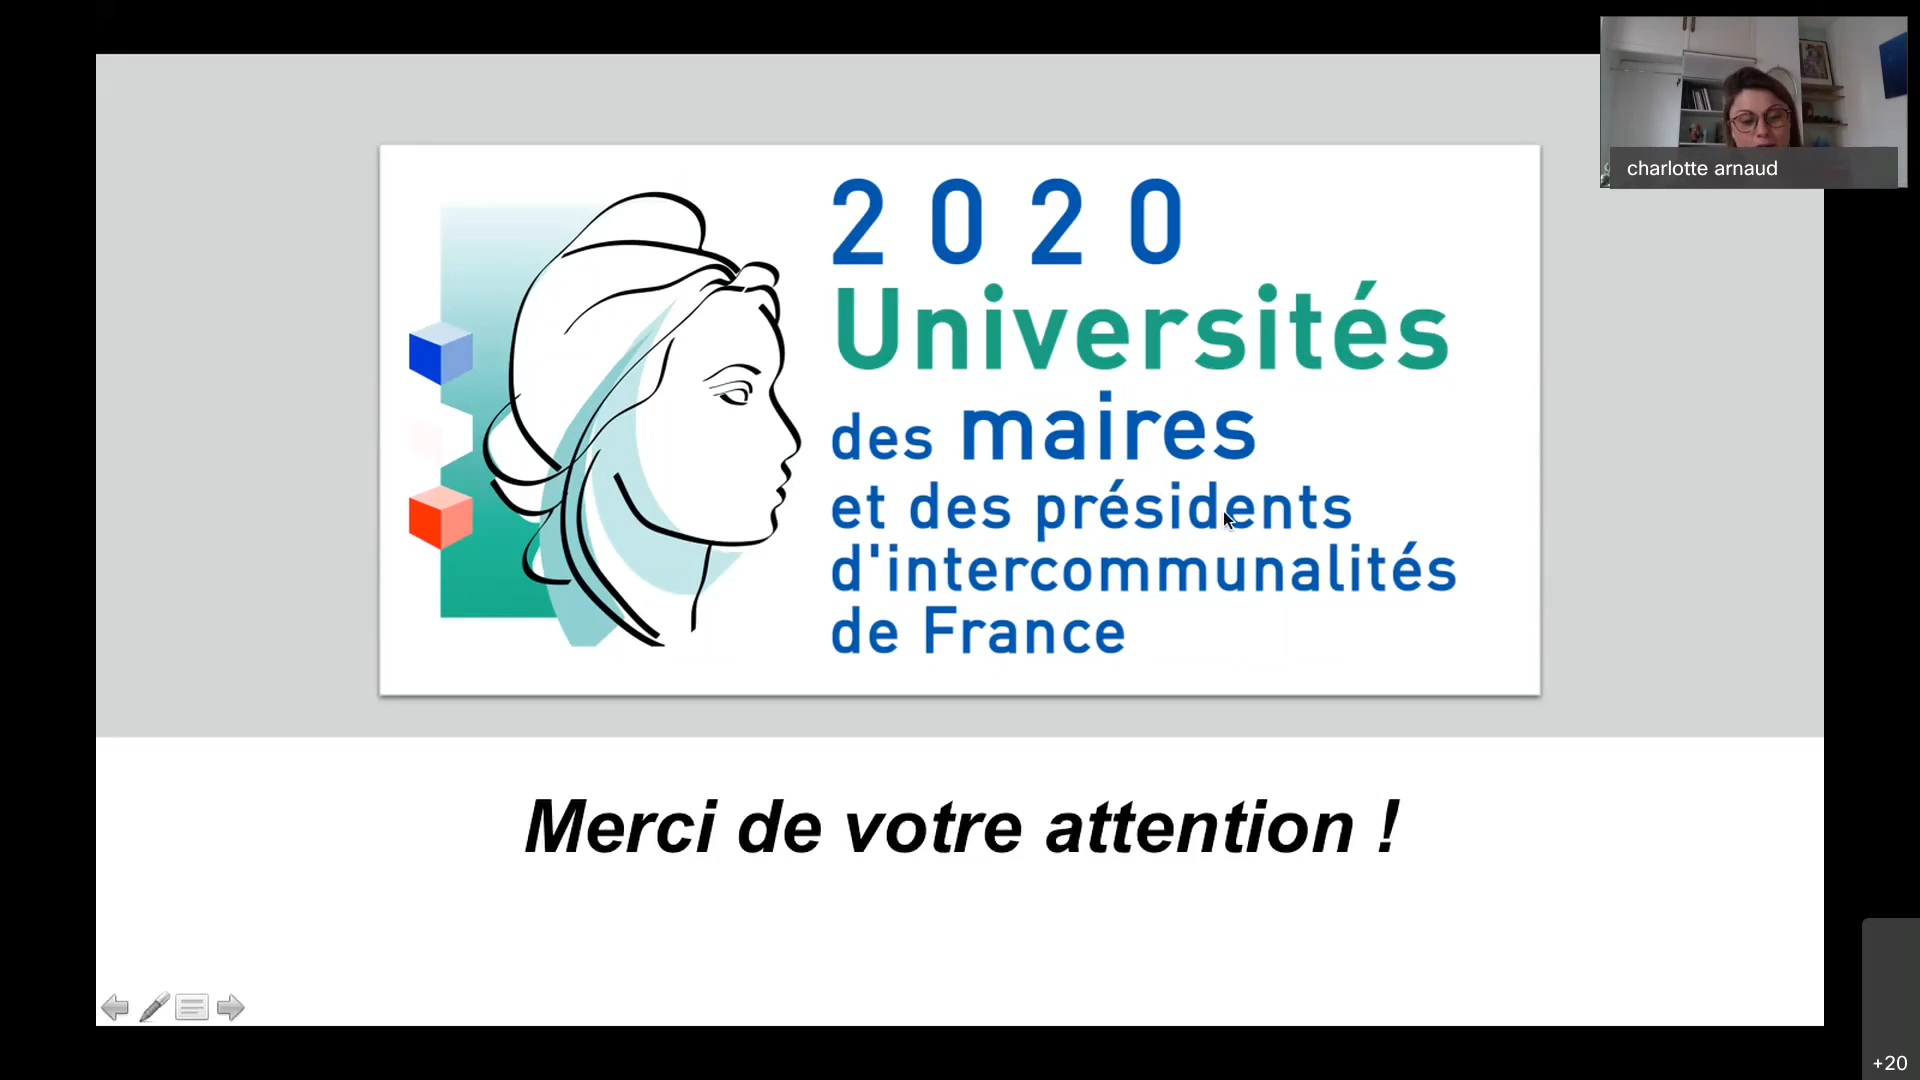 charlotte arnaud
2020
Universités
des maires
et des présidents
d'intercommunalités
de France
Merci de votre attention !
+20